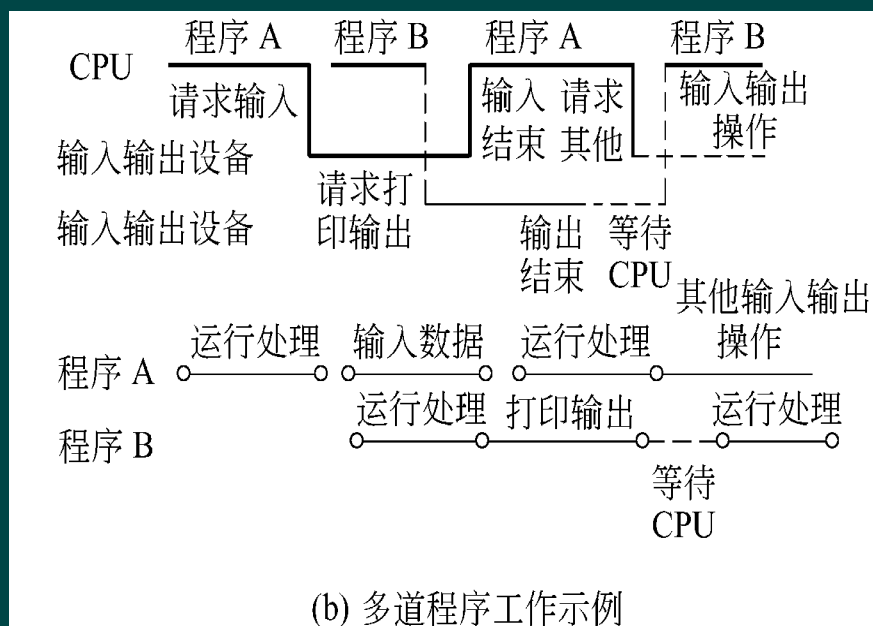 程序 A 程序 B 程序 A 程序 B
CPU
请求输入 输入 请求 输入输出
结束 其他 操作
输入输出设备
请求打
印输出
输入输出设备
输出 等待
结束 CPU
其他输入输出
操作
运行处理 输入数据 运行处理
程序 A
运行处理 打印输出 运行处理
程序 B
等待
CPU
(b) 多道程序工作示例